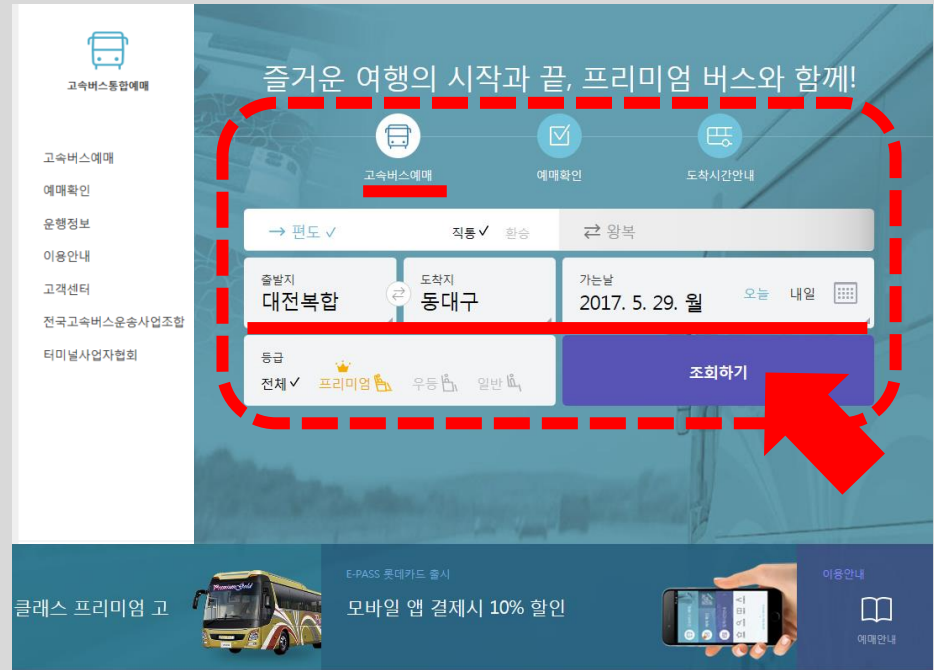 고속버스통합예매
고속버스예매
예매확인
운행정보
이용안내
고객센터
전국고속버스운송사업조합
터미널사업자협회
즐거운 여행의 시작과 끝, 프리미엄 버스와 함께!
고속버스예매
예매확인
도착시간안내
→ 편도 ✓ 직통 ✓ 환승 ⇄ 왕복
출발지
대전복합
도착지
동대구
가는날
2017. 5. 29. 월 오늘 내일
등급
전체 ✓ 프리미엄 우등 일반
조회하기
클래스 프리미엄 고
Premium Gold
E-PASS 롯데카드 출시
모바일 앱 결제시 10% 할인
이용안내
예매안내